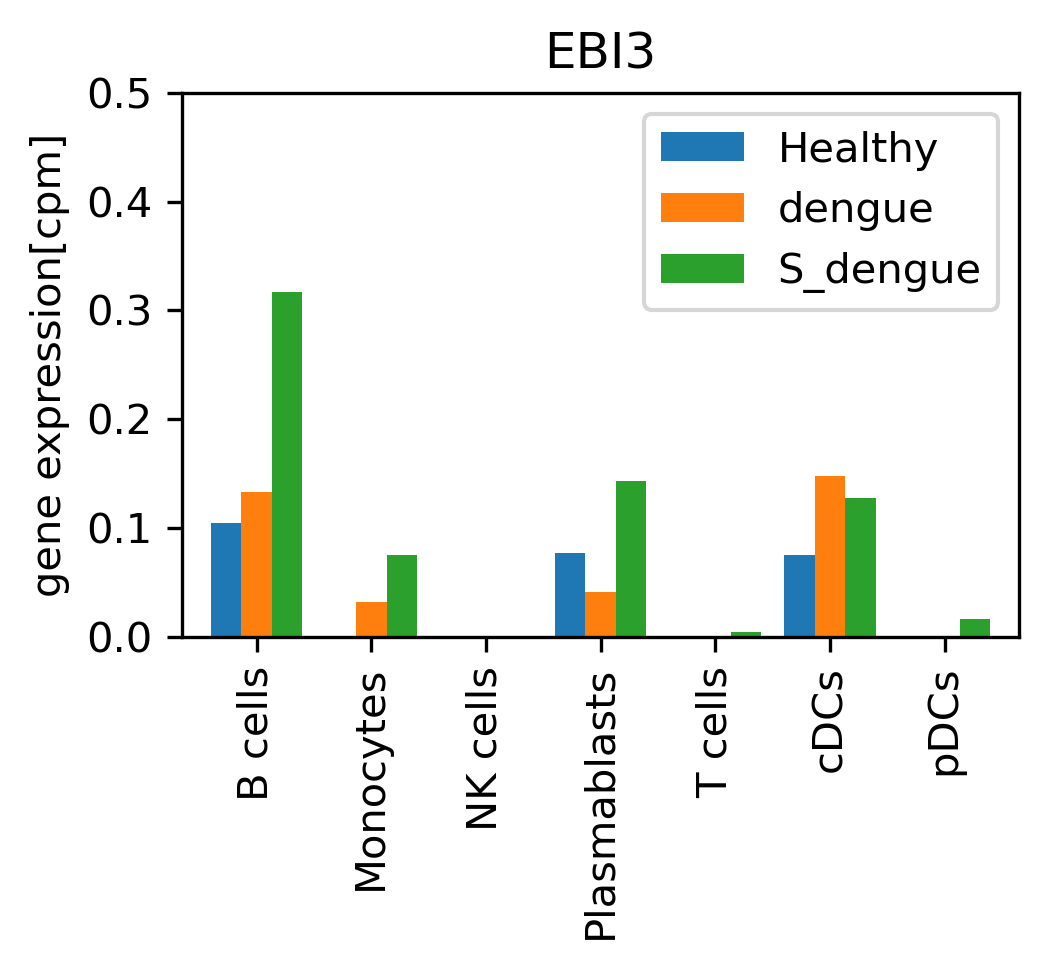 EBI3
gene expression[cpm]
0.5
0.4
0.3
0.2
0.1
0.0
Healthy
dengue
S_dengue
B cells
Monocytes
NK cells
Plasmablasts
T cells
cDCs
pDCs